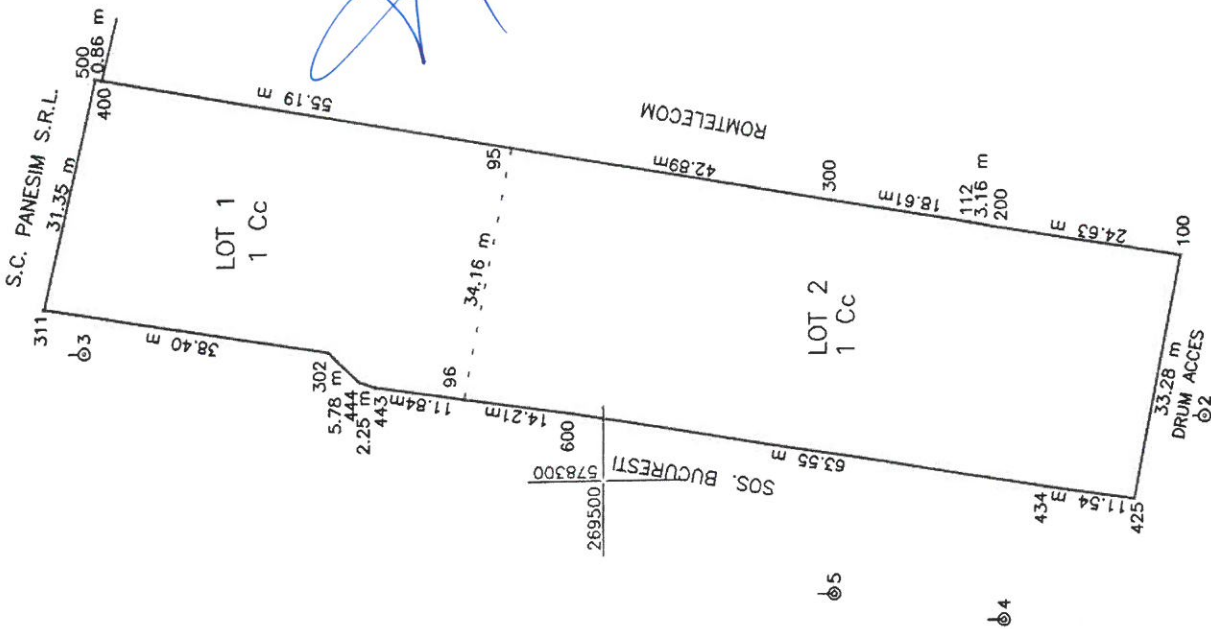 S.C. PANESIM S.R.L.
500
0.86 m
400
31.35 m
311
3
38.40 m
55.19 m
LOT 1
1 Cc
302
5.78 m
444
2.25 m
443
11.84m
96
34.16 m
95
ROMTELECOM
42.89m
14.21m
600
578300
269500
SOS. BUCURESTI
LOT 2
1 Cc
300
18.61m
112
3.16 m
200
24.63 m
100
63.55 m
434
11.54 m
425
33.28 m
DRUM ACCES
2
5
4